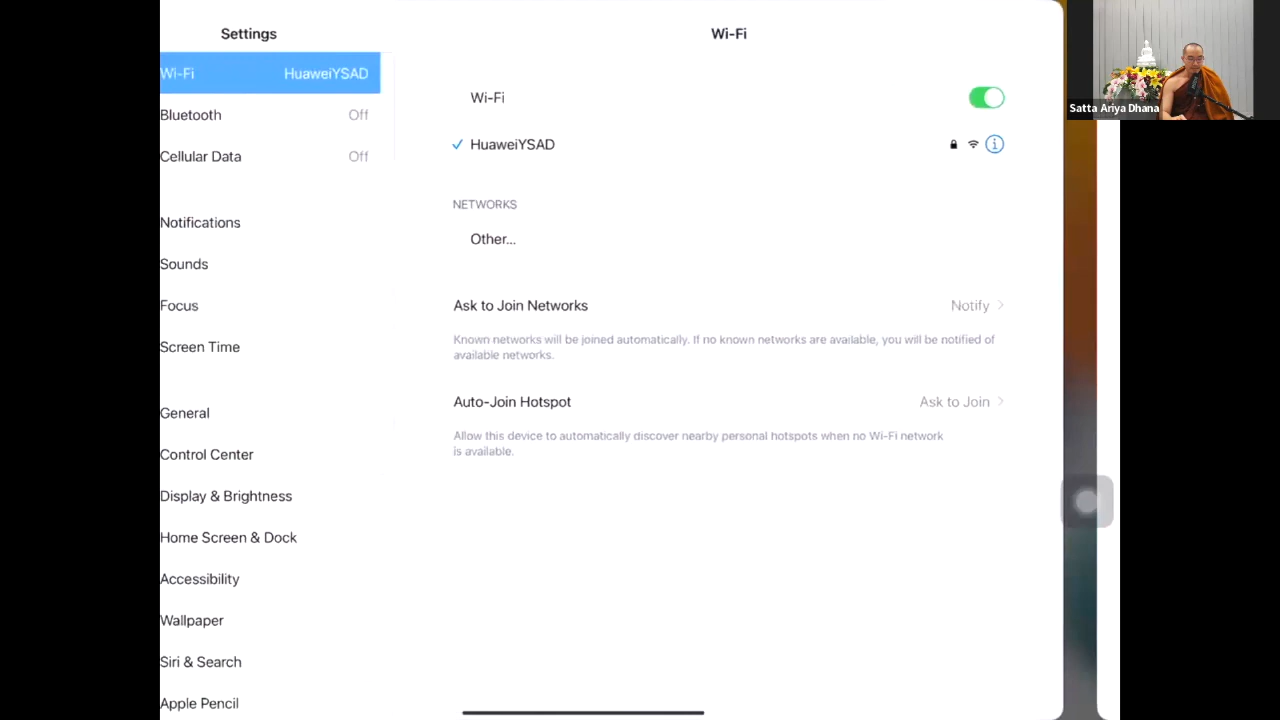 Settings
Wi-Fi HuaweiYSAD
Bluetooth Off
Cellular Data Off
Notifications
Sounds
Focus
Screen Time
General
Control Center
Display & Brightness
Home Screen & Dock
Accessibility
Wallpaper
Siri & Search
Apple Pencil
Wi-Fi
Wi-Fi
HuaweiYSAD
NETWORKS
Other...
Ask to Join Networks Notify
Known networks will be joined automatically. If no known networks are available, you will be notified of
available networks.
Auto-Join Hotspot Ask to Join
Allow this device to automatically discover nearby personal hotspots when no Wi-Fi network
is available.
Satta Ariya Dhana